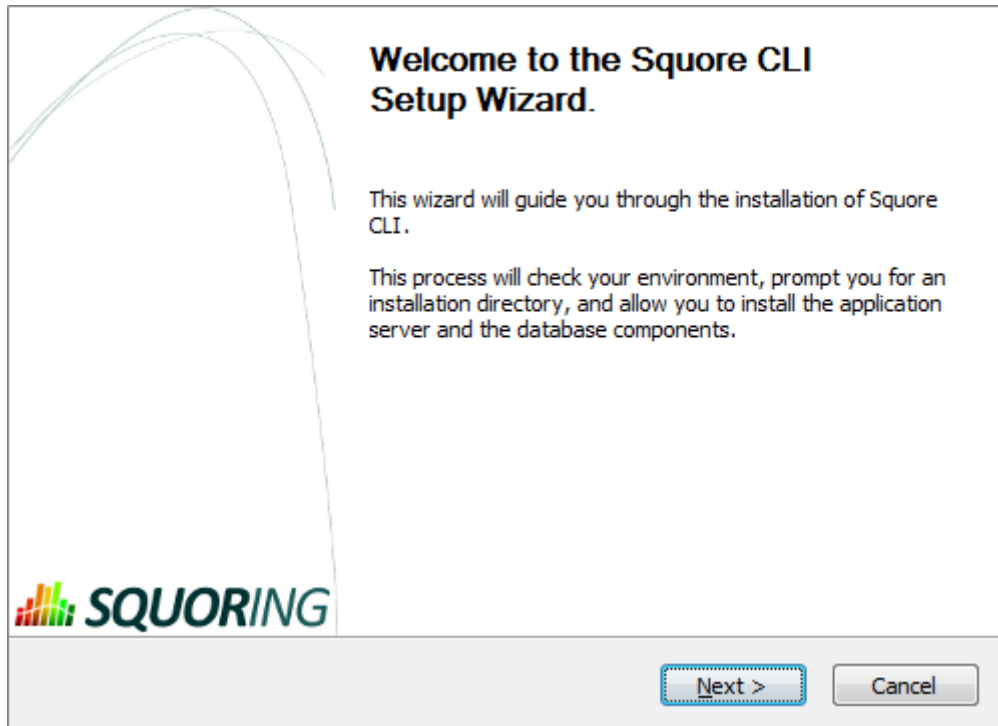 Welcome to the Squore CLI
Setup Wizard.
This wizard will guide you through the installation of Squore
CLI.
This process will check your environment, prompt you for an
installation directory, and allow you to install the application
server and the database components.
SQUORING
Next >
Cancel